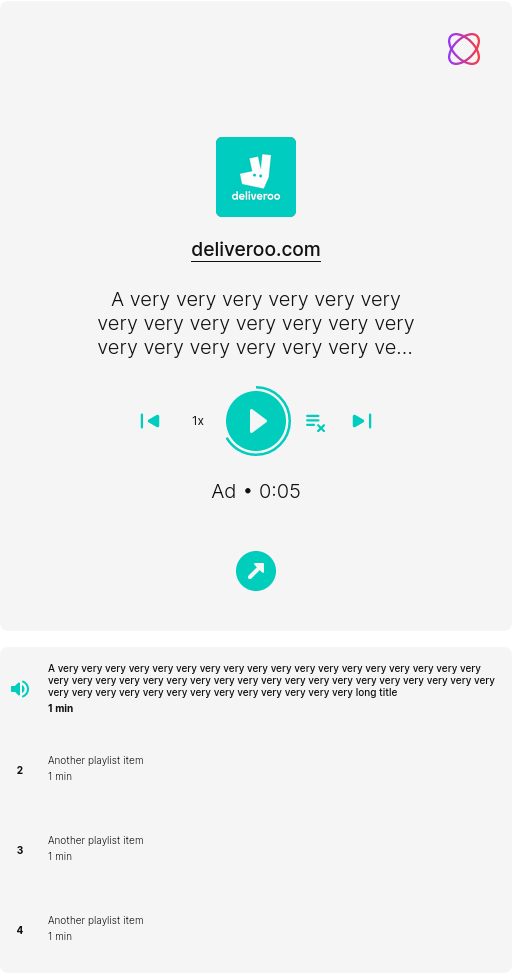 deliveroo
deliveroo.com
A very very very very very very
very very very very very very very
very very very very very very ve...
1x
Ad • 0:05
A very very very very very very very very very very very very very very very very very very
very very very very very very very very very very very very very very very very very very very
very very very very very very very very very very very very very long title
1 min
2
Another playlist item
1 min
3
Another playlist item
1 min
4
Another playlist item
1 min